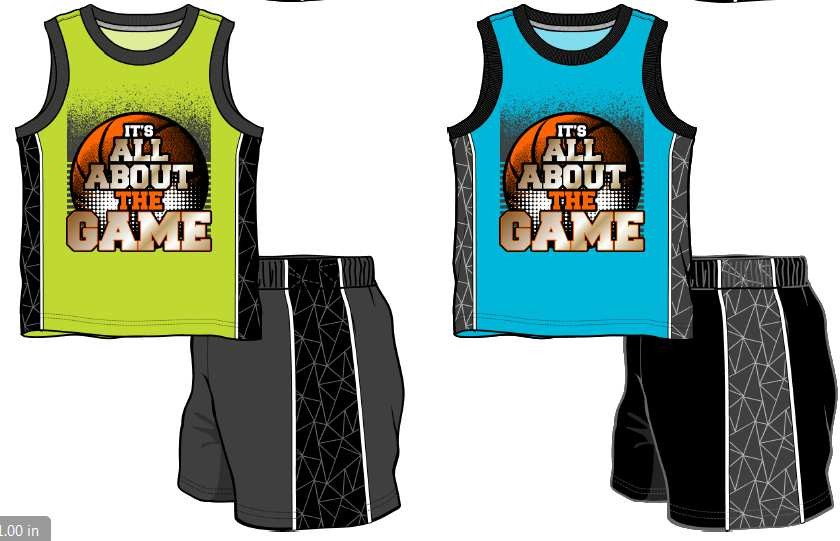 IT'S
ALL
ABOUT
THE
GAME
IT'S
ALL
ABOUT
THE
GAME
1.00 in